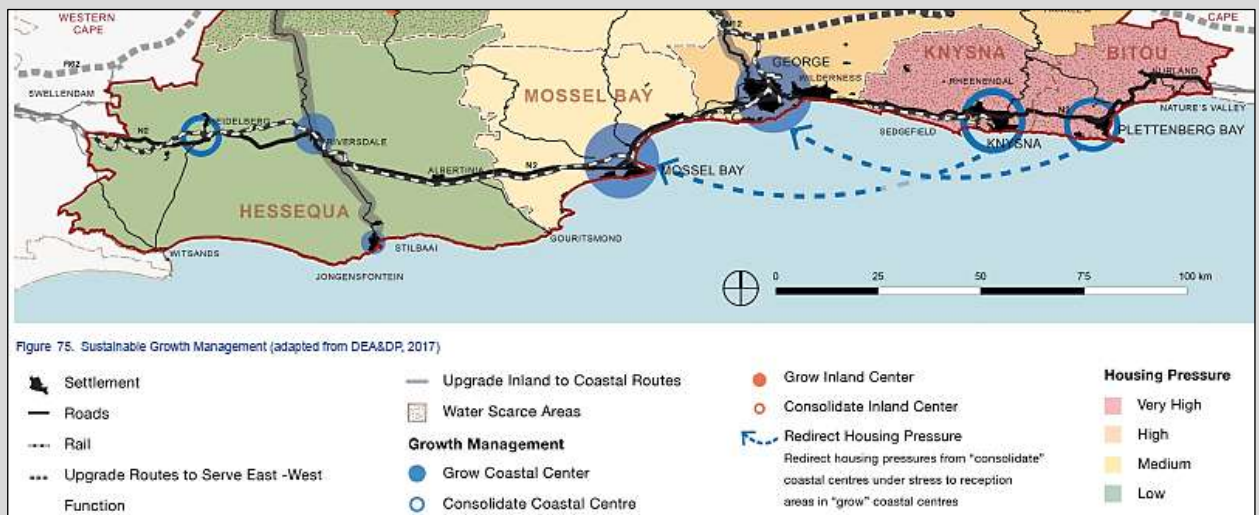 WESTERN
CAPE
R62
SWELLENDAM
N2
HEIDELBERG
RIVERSDALE
ALBERTINIA
N2
HESSEQUA
WITSANDS
STILBAAI
JONGENSFONTEIN
GOURITSMOND
MOSSEL BAY
MOSSEL BAY
N12
GEORGE
WILDERNESS
KNYSNA
RHEENENDAL
SEDGEFIELD
KNYSNA
N2
BITOU
KURLAND
CAPE
NATURE'S VALLEY
PLETTENBERG BAY
0 25 50 75 100 km
Figure 75. Sustainable Growth Management (adapted from DEA&DP, 2017)
Settlement
Roads
Rail
Upgrade Routes to Serve East -West
Function
Upgrade Inland to Coastal Routes
Water Scarce Areas
Growth Management
Grow Coastal Center
Consolidate Coastal Centre
Grow Inland Center
Consolidate Inland Center
Redirect Housing Pressure
Redirect housing pressures from "consolidate"
coastal centres under stress to reception
areas in "grow" coastal centres
Housing Pressure
Very High
High
Medium
Low